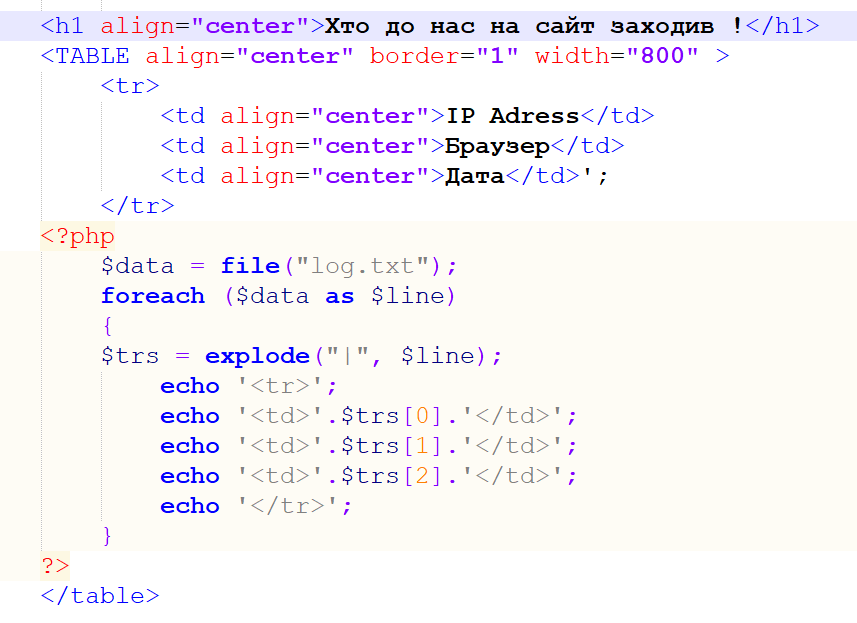 <h1 align="center">Хто до нас на сайт заходив !</h1>
<TABLE align="center" border="1" width="800" >
<tr>
<td align="center">IP Adress</td>
<td align="center">Браузер</td>
<td align="center">Дата</td>';
</tr>
<?php
$data = file("log.txt");
foreach ($data as $line)
{
$trs = explode("|", $line);
echo '<tr>';
echo '<td>'.$trs[0].'</td>';
echo '<td>'.$trs[1].'</td>';
echo '<td>'.$trs[2].'</td>';
echo '</tr>';
}
?>
</table>